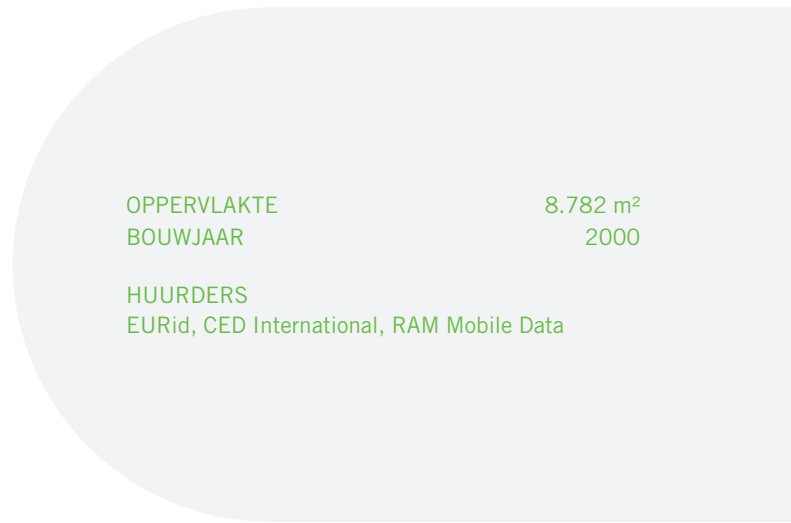 OPPERVLAKTE 8.782 m²
BOUWJAAR 2000
HUURDERS
EURid, CED International, RAM Mobile Data